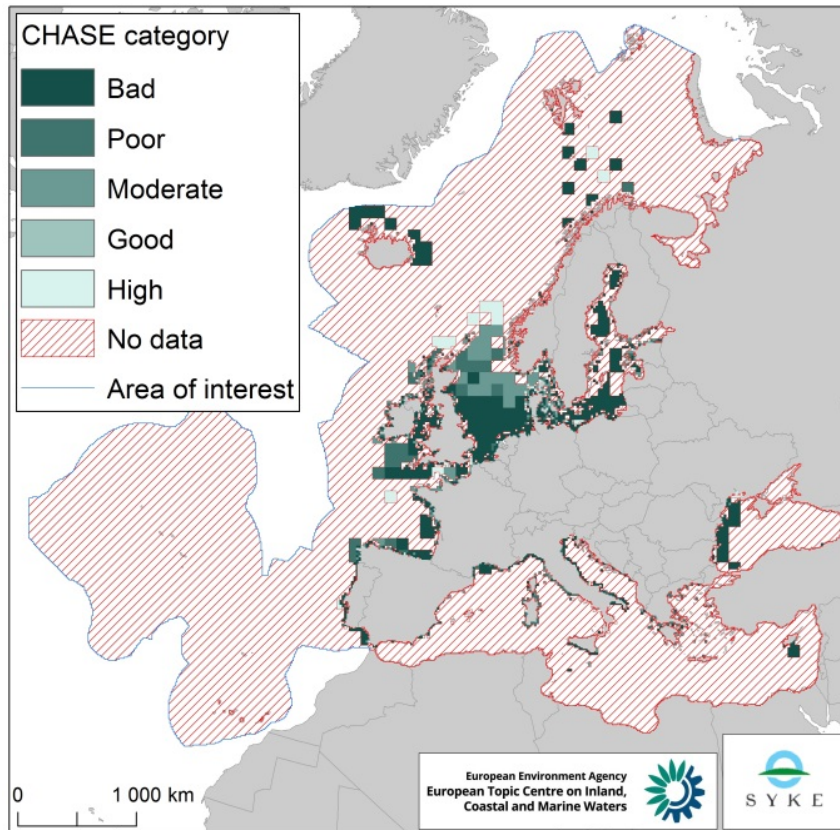 CHASE category
Bad
Poor
Moderate
Good
High
No data
Area of interest
0
1 000 km
European Environment Agency
European Topic Centre on Inland,
Coastal and Marine Waters
SYKE